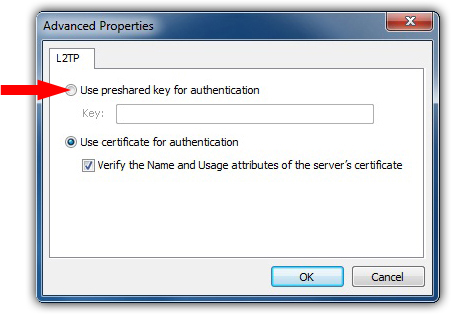 Advanced Properties
L2TP
Use preshared key for authentication
Key:
Use certificate for authentication
Verify the Name and Usage attributes of the server's certificate
OK
Cancel